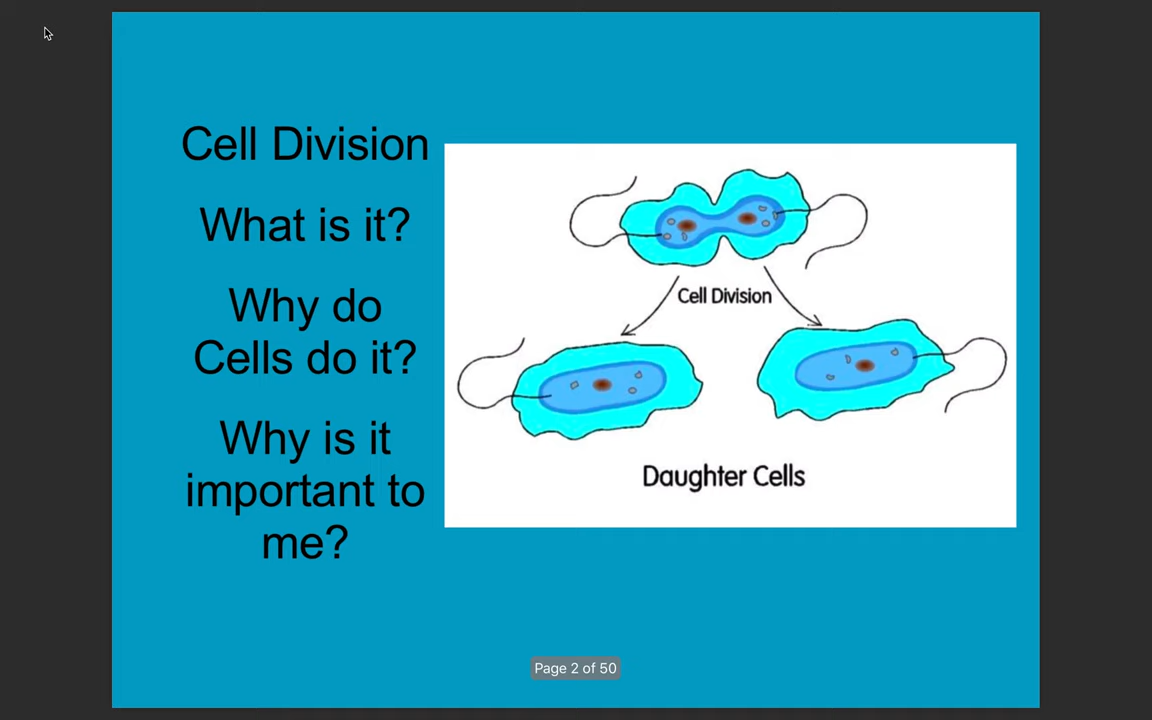 Cell Division
What is it?
Why do
Cells do it?
Why is it
important to
me?
Cell Division
Daughter Cells
Page 2 of 50